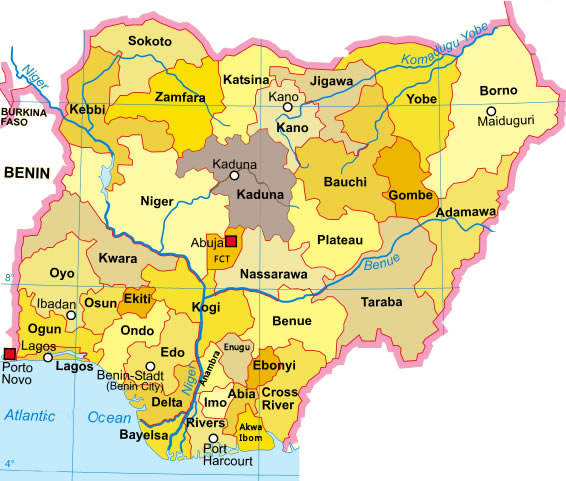 Sokoto
Niger
Komadugu Yobe
Katsina
Jigawa
Borno
Zamfara
Kano
Yobe
Kebbi
BURKINA
FASO
Maiduguri
Kano
BENIN
Kaduna
Bauchi
Kaduna
Gombe
Niger
Adamawa
Abuja
Plateau
FCT
Kwara
Benue
Nassarawa
Oyo
8°
Taraba
Ekiti
Osun
Kogi
Ibadan
Benue
Ogun
Ondo
Lagos
Edo
Enugu
Anambra
Ebonyi
Porto
Novo
Lagos
Benin-Stadt
(Benin City)
Niger
Abia
Cross
River
Delta
Imo
Atlantic Ocean
Akwa
Ibom
Bayelsa
Rivers
Port
Harcourt
4°